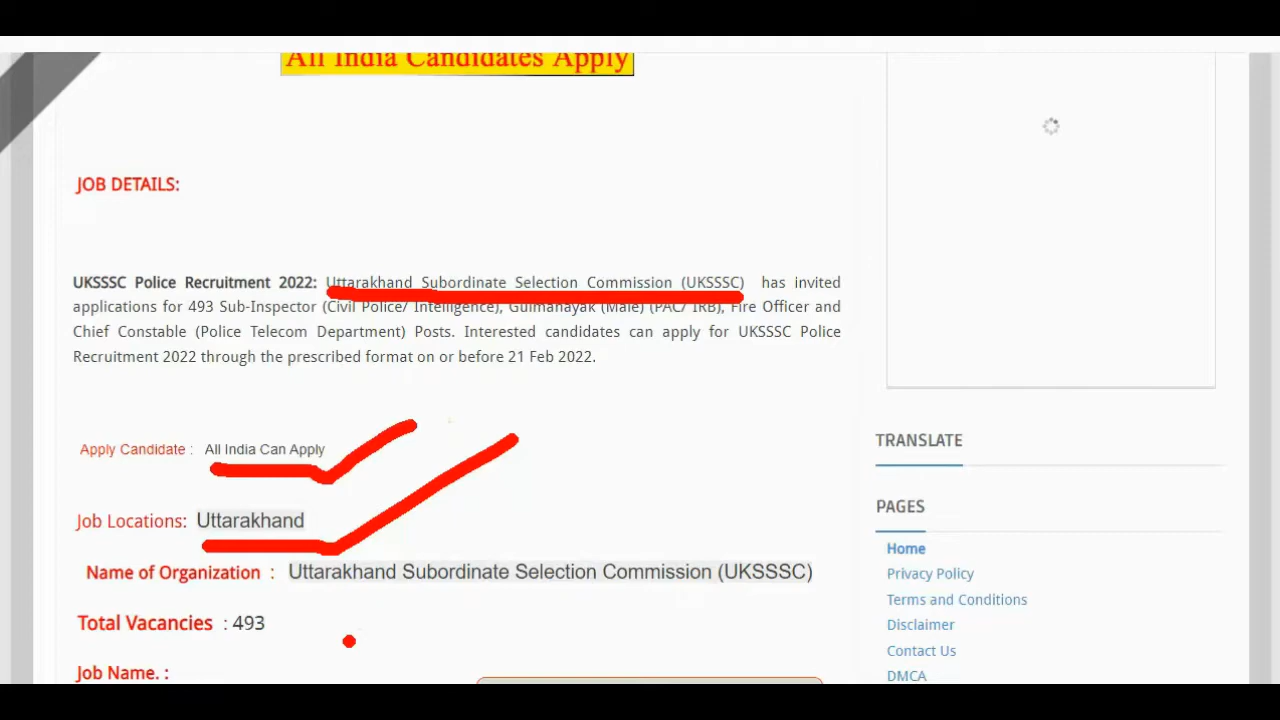 All India Candidates Apply
JOB DETAILS:
UKSSSC Police Recruitment 2022: Uttarakhand Subordinate Selection Commission (UKSSSC) has invited
applications for 493 Sub-Inspector (Civil Police/ Intelligence), Gulmanayak (Male) (PAC/ IRB), Fire Officer and
Chief Constable (Police Telecom Department) Posts. Interested candidates can apply for UKSSSC Police
Recruitment 2022 through the prescribed format on or before 21 Feb 2022.
Apply Candidate : All India Can Apply
Job Locations: Uttarakhand
Name of Organization : Uttarakhand Subordinate Selection Commission (UKSSSC)
Total Vacancies : 493
Job Name. :
TRANSLATE
PAGES
Home
Privacy Policy
Terms and Conditions
Disclaimer
Contact Us
DMCA